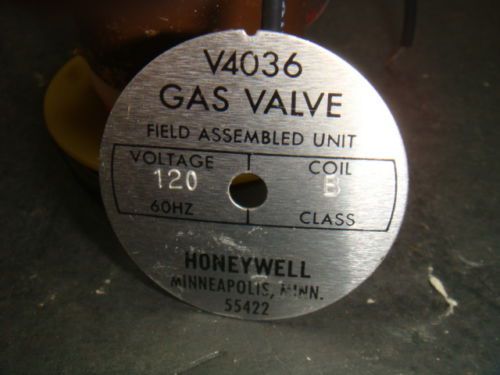 V4036
GAS VALVE
FIELD ASSEMBLED UNIT
VOLTAGE COIL
120 B
60HZ CLASS
HONEYWELL
MINNEAPOLIS, MINN.
55422